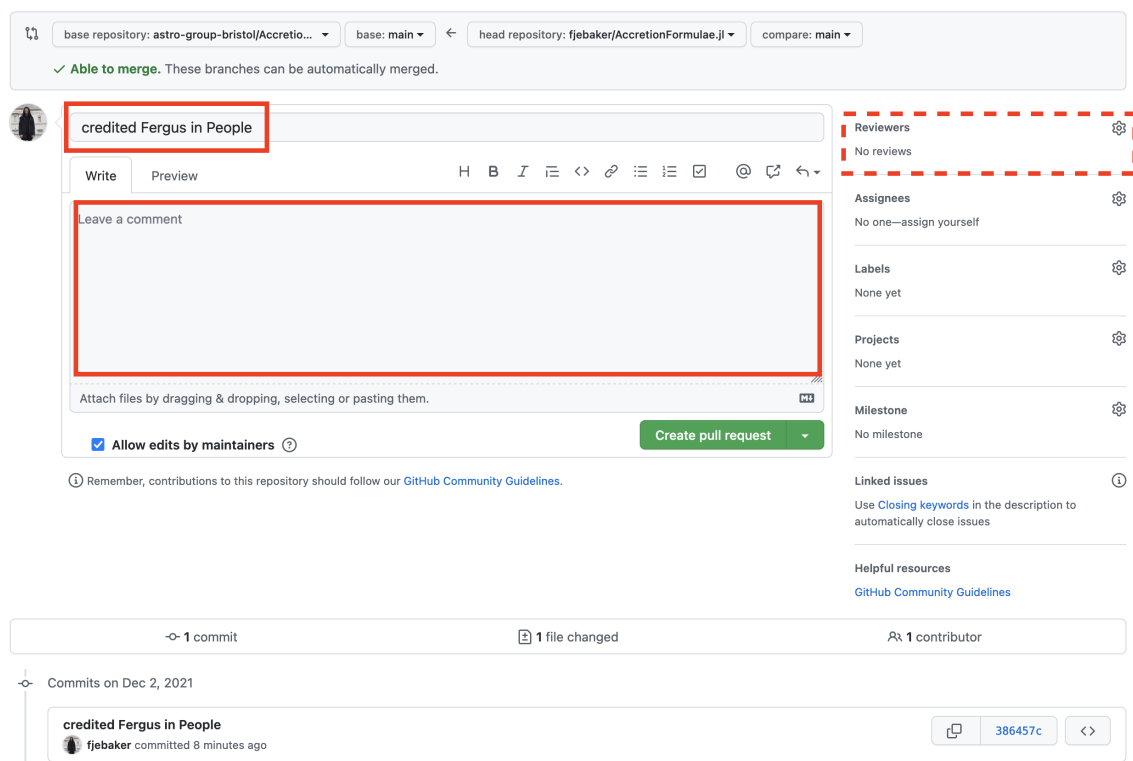 base repository: astro-group-bristol/Accretio... base: main ← head repository: fjebaker/AccretionFormulae.jl compare: main
Able to merge. These branches can be automatically merged.
credited Fergus in People
Write Preview
Leave a comment
Attach files by dragging & dropping, selecting or pasting them.
Allow edits by maintainers
Create pull request
Remember, contributions to this repository should follow our GitHub Community Guidelines.
Reviewers
No reviews
Assignees
No one—assign yourself
Labels
None yet
Projects
None yet
Milestone
No milestone
Linked issues
Use Closing keywords in the description to
automatically close issues
Helpful resources
GitHub Community Guidelines
1 commit 1 file changed 1 contributor
Commits on Dec 2, 2021
credited Fergus in People
fjebaker committed 8 minutes ago
386457c